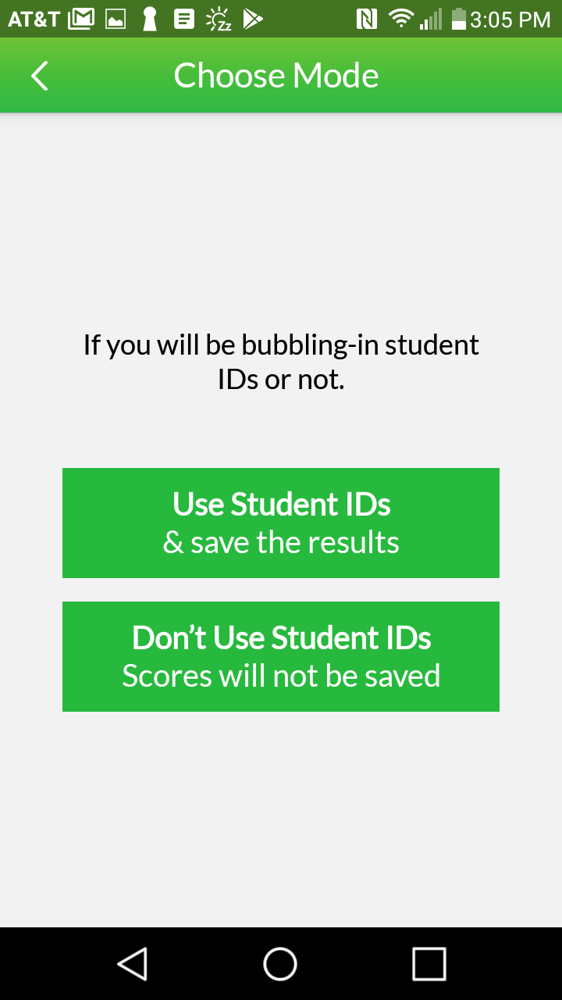 AT&T 3:05 PM
Choose Mode
If you will be bubbling-in student
IDs or not.
Use Student IDs
& save the results
Don’t Use Student IDs
Scores will not be saved